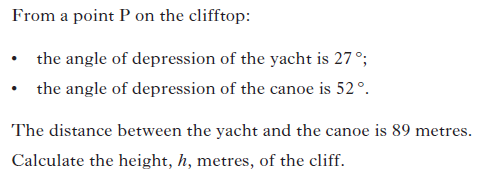 From a point P on the clifftop:
• the angle of depression of the yacht is 27 °;
• the angle of depression of the canoe is 52 °.
The distance between the yacht and the canoe is 89 metres.
Calculate the height, h, metres, of the cliff.